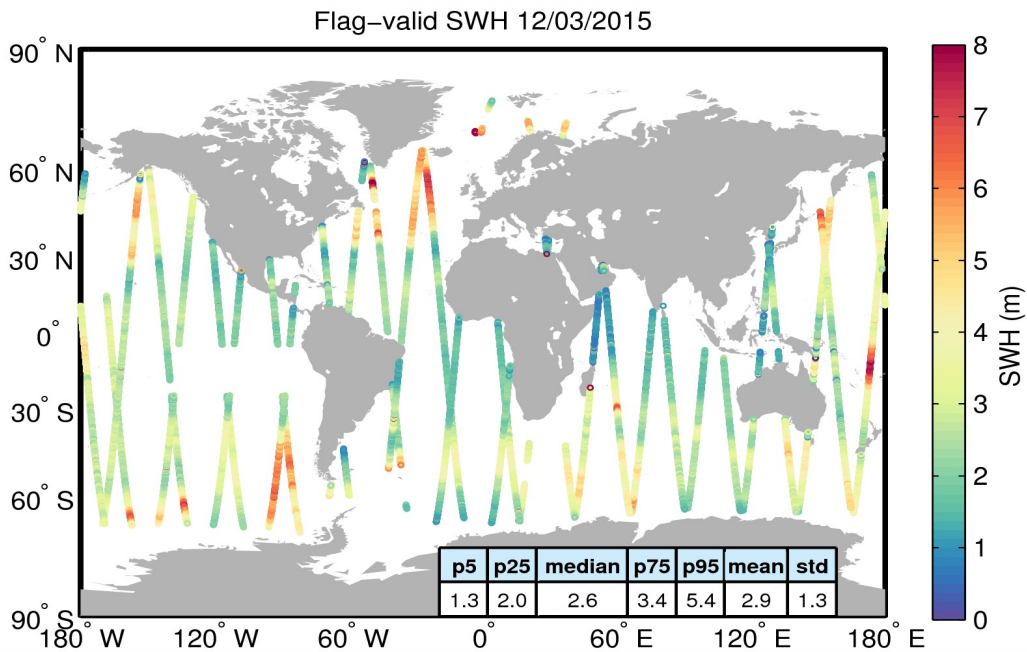 Flag−valid SWH 12/03/2015
90° N
60° N
30° N
0°
30° S
60° S
90° S
180° W
120° W
60° W
0°
60° E
120° E
180° E
p5 p25 median p75 p95 mean std
1.3 2.0 2.6 3.4 5.4 2.9 1.3
8
7
6
5
4
3
2
1
0
SWH (m)